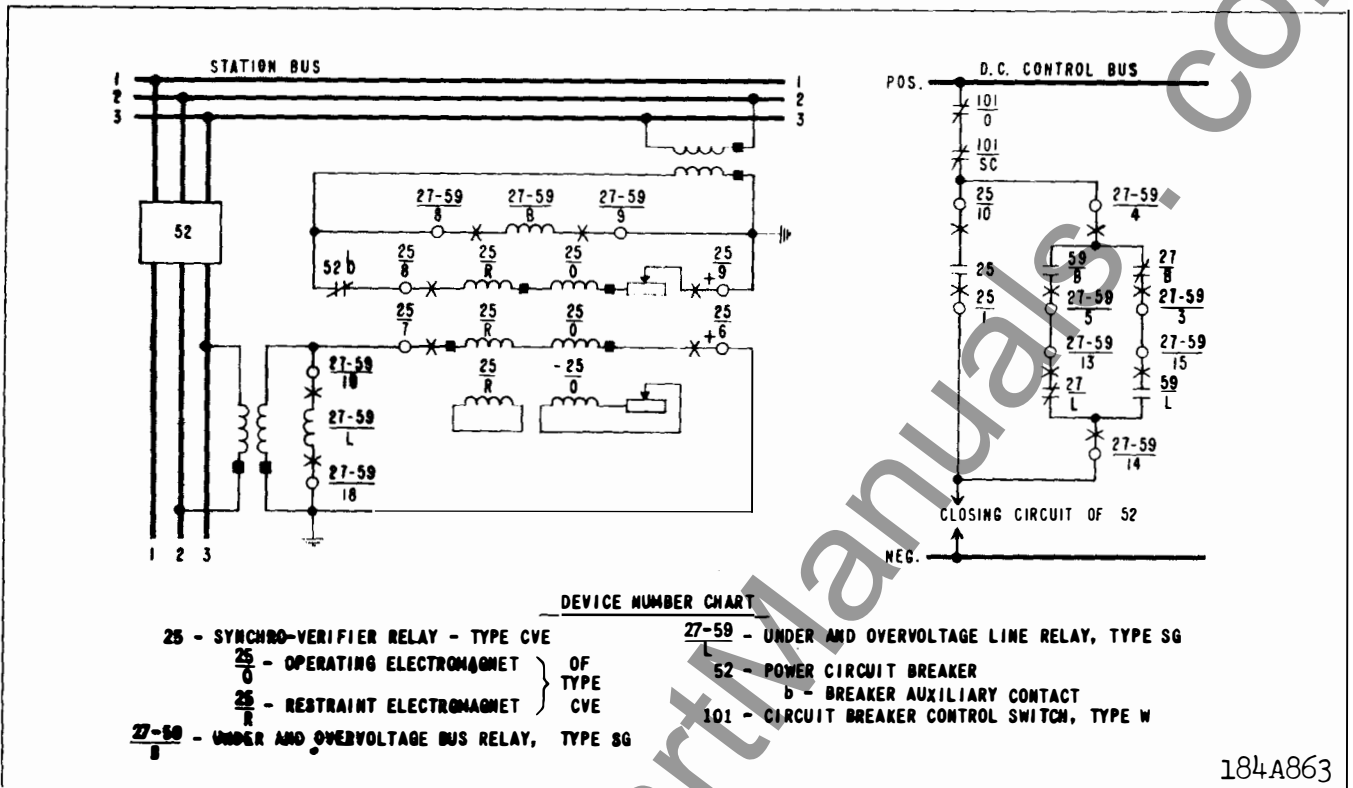 STATION BUS
D.C. CONTROL BUS
1
1
2
2
3
3
POS.
101
O
101
SC
52
27-59
8
27-59
B
27-59
9
52 b
25
8
25
R
25
O
+
25
9
25
7
25
R
25
O
+
25
6
25
R
-25
O
27-59
27-59
L
27-59
18
1 2 3
25
10
27-59
4
25
25
1
59
B
27
B
27-59
5
27-59
3
27-59
13
27-59
15
27
L
59
L
27-59
14
CLOSING CIRCUIT OF 52
NEG.
DEVICE NUMBER CHART
25 - SYNCHRO-VERIFIER RELAY - TYPE CVE
25
O - OPERATING ELECTROMAGNET
25
R - RESTRAINT ELECTROMAGNET
OF
TYPE
CVE
27-59
B - UNDER AND OVERVOLTAGE BUS RELAY, TYPE SG
27-59
L - UNDER AND OVERVOLTAGE LINE RELAY, TYPE SG
52 - POWER CIRCUIT BREAKER
b - BREAKER AUXILIARY CONTACT
101 - CIRCUIT BREAKER CONTROL SWITCH, TYPE W
184A863